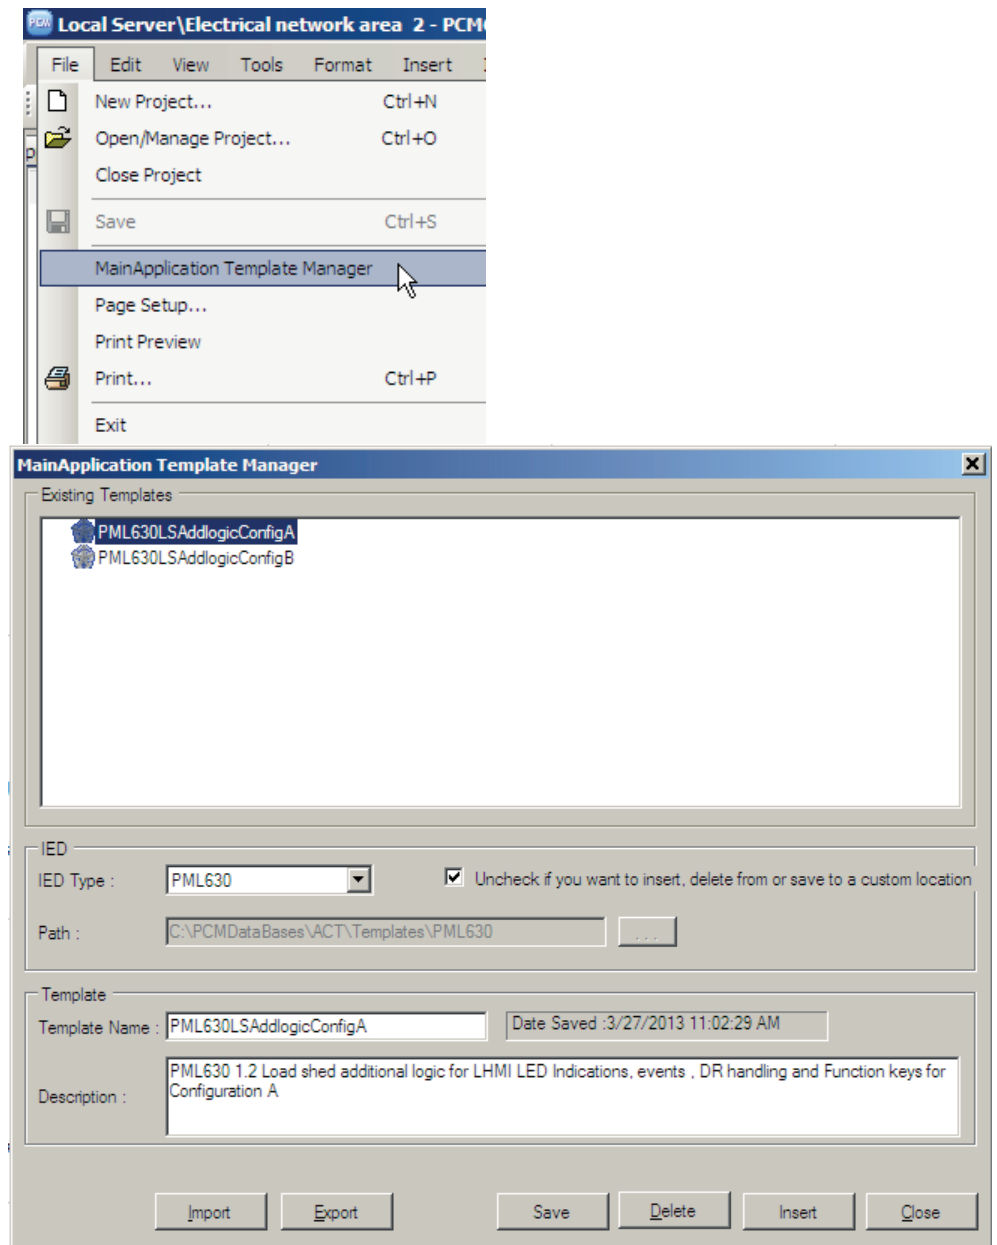 PCM Local Server\Electrical network area 2 - PCM
File Edit View Tools Format Insert
New Project... Ctrl+N
Open/Manage Project... Ctrl+O
Close Project
Save Ctrl+S
MainApplication Template Manager
Page Setup...
Print Preview
Print... Ctrl+P
Exit
MainApplication Template Manager
Existing Templates
PML630LSAddlogicConfigA
PML630LSAddlogicConfigB
IED
IED Type : PML630 Uncheck if you want to insert, delete from or save to a custom location
Path : C:\PCMDataBases\ACT\Templates\PML630 ...
Template
Template Name : PML630LSAddlogicConfigA Date Saved :3/27/2013 11:02:29 AM
Description : PML630 1.2 Load shed additional logic for LHMI LED Indications, events , DR handling and Function keys for
Configuration A
Import Export Save Delete Insert Close